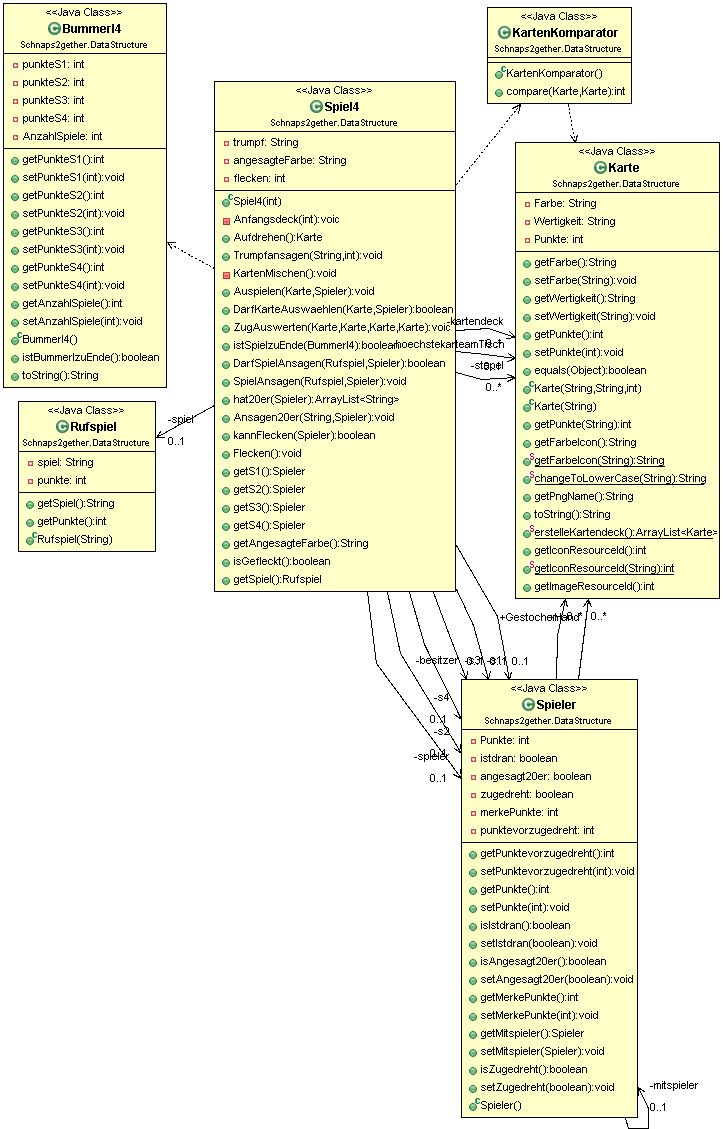 <<Java Class>>
Bummerl4
Schnaps2gether.DataStructure
punkteS1: int
punkteS2: int
punkteS3: int
punkteS4: int
AnzahlSpiele: int
getPunkteS1():int
setPunkteS1(int):void
getPunkteS2():int
setPunkteS2(int):void
getPunkteS3():int
setPunkteS3(int):void
getPunkteS4():int
setPunkteS4(int):void
getAnzahlSpiele():int
setAnzahlSpiele(int):void
Bummerl4()
istBummerlzuEnde():boolean
toString():String
<<Java Class>>
Rufspiel
Schnaps2gether.DataStructure
spiel: String
punkte: int
getSpiel():String
getPunkte():int
Rufspiel(String)
-spiel
0..1
<<Java Class>>
Spiel4
Schnaps2gether.DataStructure
trumpf: String
angesagteFarbe: String
flecken: int
Spiel4(int)
Anfangsdeck(int):voic
Aufdrehen():Karte
Trumpfansagen(String,int):void
KartenMischen():void
Auspielen(Karte,Spieler):void
DarfKarteAuswaehlen(Karte,Spieler):boolean
ZugAuswerten(Karte,Karte,Karte,Karte):voic
istSpielzuEnde(Bummerl4):boolean
DarfSpielAnsagen(Rufspiel,Spieler):boolean
SpielAnsagen(Rufspiel,Spieler):void
hat20er(Spieler):ArrayList<String>
Ansagen20er(String,Spieler):void
kannFlecken(Spieler):boolean
Flecken():void
getS1():Spieler
getS2():Spieler
getS3():Spieler
getS4():Spieler
getAngesagteFarbe():String
isGefleckt():boolean
getSpiel():Rufspiel
<<Java Class>>
KartenKomparator
Schnaps2gether.DataStructure
KartenKomparator()
compare(Karte,Karte):int
<<Java Class>>
Karte
Schnaps2gether.DataStructure
Farbe: String
Wertigkeit: String
Punkte: int
getFarbe():String
setFarbe(String):void
getWertigkeit():String
setWertigkeit(String):void
getPunkte():int
setPunkte(int):void
equals(Object):boolean
Karte(String,String,int)
Karte(String)
getPunkte(String):int
getFarbeIcon():String
getFarbeIcon(String):String
changeToLowerCase(String):String
getPngName():String
toString():String
erstelleKartendeck():ArrayList<Karte>
getIconResourceId():int
getIconResourceId(String):int
getImageResourceId():int
-kartendeck
-hoechstekarteamTisch
0..*
0..*
-besitzer
-s3
0..1
-s4
0..1
-s2
-spieler
0..1
<<Java Class>>
Spieler
Schnaps2gether.DataStructure
Punkte: int
istdran: boolean
angesagt20er: boolean
zugedreht: boolean
merkePunkte: int
punktevorzugedreht: int
getPunktevorzugedreht():int
setPunktevorzugedreht(int):void
getPunkte():int
setPunkte(int):void
isIstdran():boolean
setIstdran(boolean):void
isAngesagt20er():boolean
setAngesagt20er(boolean):void
getMerkePunkte():int
setMerkePunkte(int):void
getMitspieler():Spieler
setMitspieler(Spieler):void
isZugedreht():boolean
setZugedreht(boolean):void
Spieler()
-mitspieler
0..1